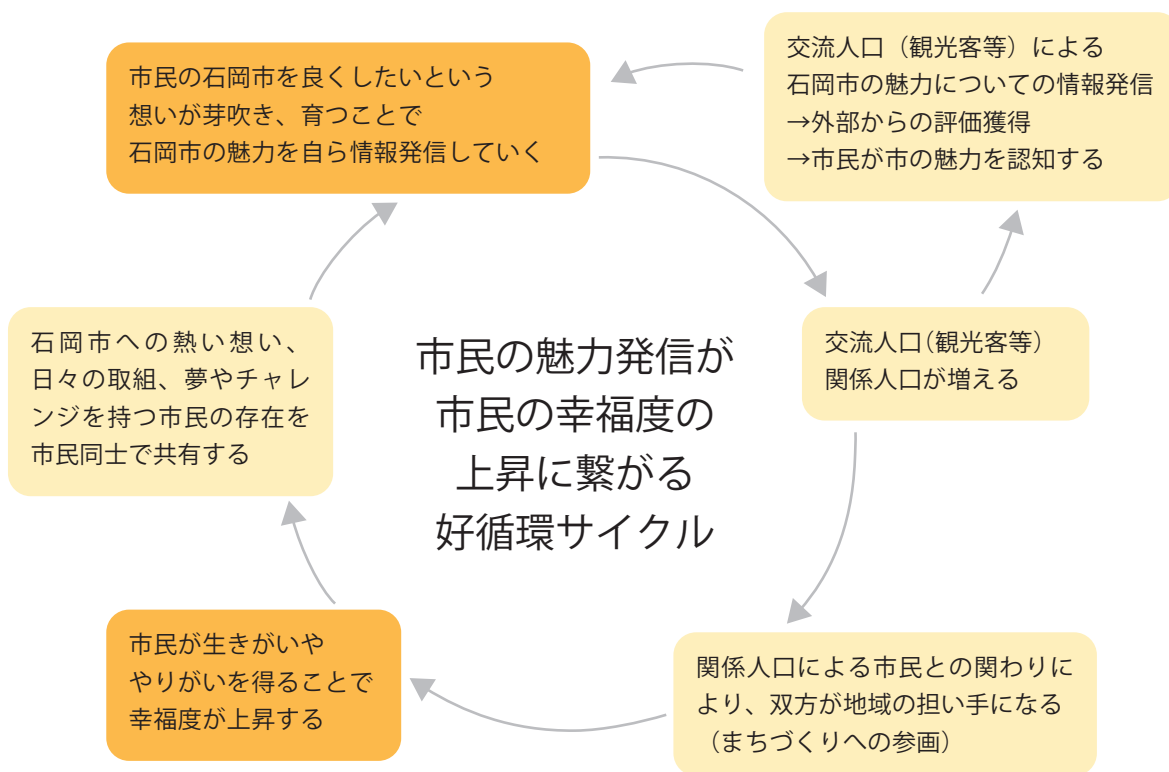 市民の石岡市を良くしたいという
想いが芽吹き、育つことで
石岡市の魅力を自ら情報発信していく
交流人口（観光客等）による
石岡市の魅力についての情報発信
→外部からの評価獲得
→市民が市の魅力を認知する
交流人口（観光客等）
関係人口が増える
関係人口による市民との関わりに
より、双方が地域の担い手になる
（まちづくりへの参画）
市民が生きがいや
やりがいを得ることで
幸福度が上昇する
石岡市への熱い想い、
日々の取組、夢やチャレ
ンジを持つ市民の存在を
市民同士で共有する
市民の魅力発信が
市民の幸福度の
上昇に繋がる
好循環サイクル